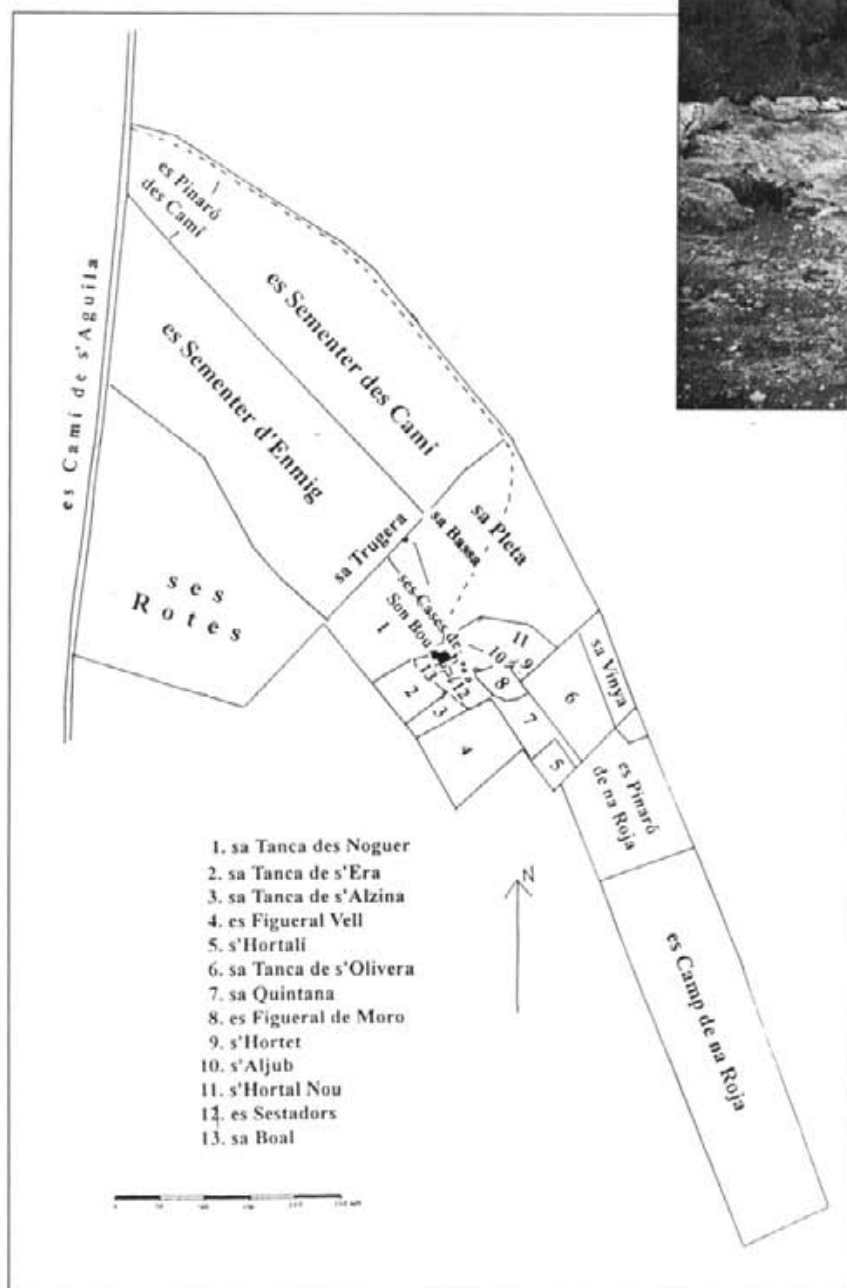 es Camí de s'Aguila
es Pinaró
des Camí
es Sementer des Camí
es Sementer d'Enmig
ses
Rotes
sa Trugera
sa Bassa
sa Pleta
ses Cases de
Son Bou
1
2
3
4
5
6
7
8
9
10
11
12
13
sa Vinya
es Pinaró
de na Roja
es Camp de na Roja
N
1. sa Tanca des Noguer
2. sa Tanca de s'Era
3. sa Tanca de s'Alzina
4. es Figueral Vell
5. s'Hortalí
6. sa Tanca de s'Olivera
7. sa Quintana
8. es Figueral de Moro
9. s'Hortet
10. s'Aljub
11. s'Hortal Nou
12. es Sestadors
13. sa Boal